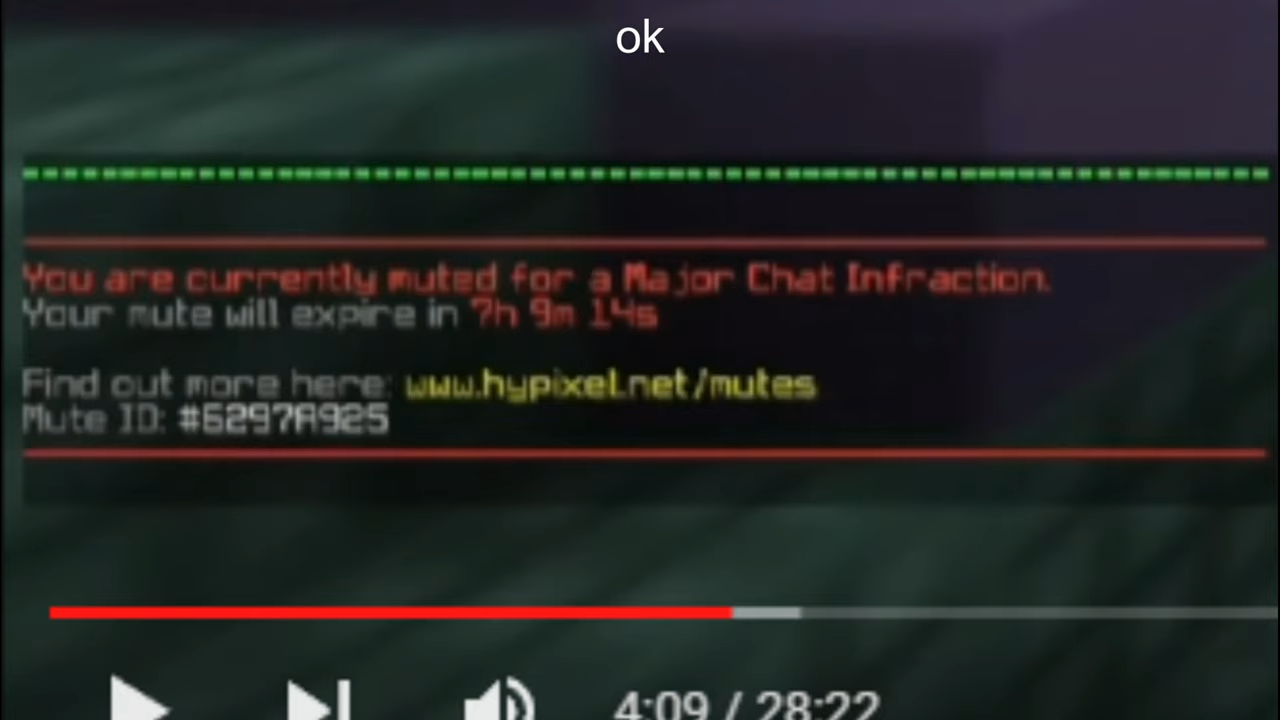 ok
You are currently muted for a Major Chat Infraction.
Your mute will expire in 7h 9m 14s
Find out more here: www.hypixel.net/mutes
Mute ID: #6297A925
4:09 / 28:22